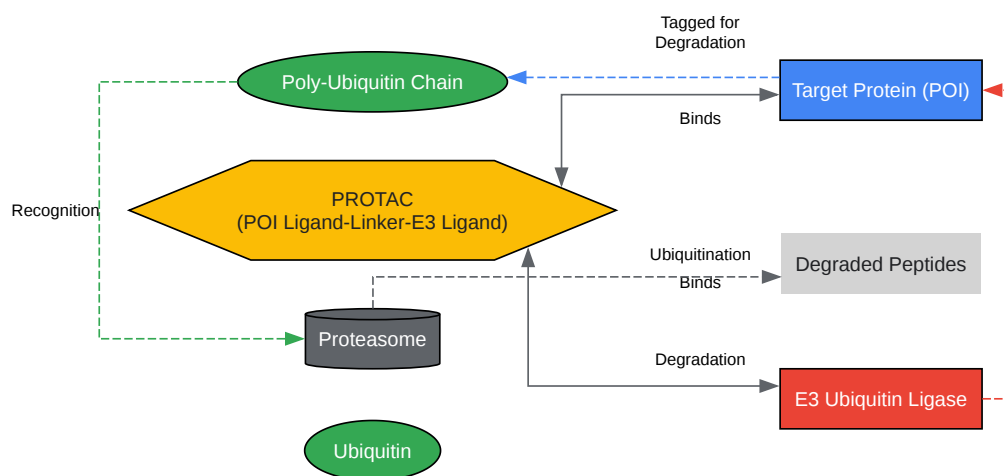 Tagged for
Degradation
Poly-Ubiquitin Chain
Target Protein (POI)
Binds
PROTAC
(POI Ligand-Linker-E3 Ligand)
Recognition
Ubiquitination
Degraded Peptides
Binds
Proteasome
Degradation
E3 Ubiquitin Ligase
Ubiquitin